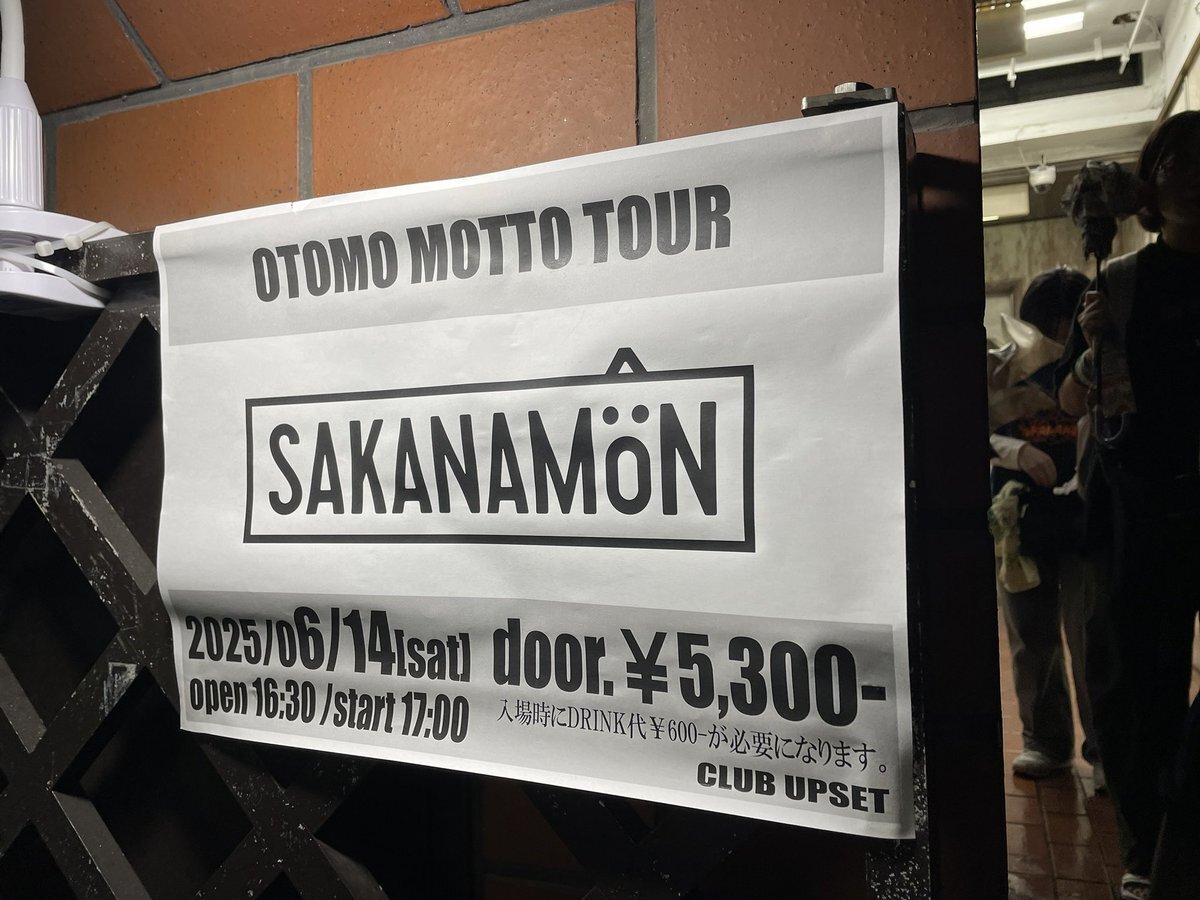 OTOMO MOTTO TOUR
SAKANAMÖN
2025/06/14[sat]
open 16:30 /start 17:00
door. ¥5,300-
入場時にDRINK代¥600-が必要になります。
CLUB UPSET